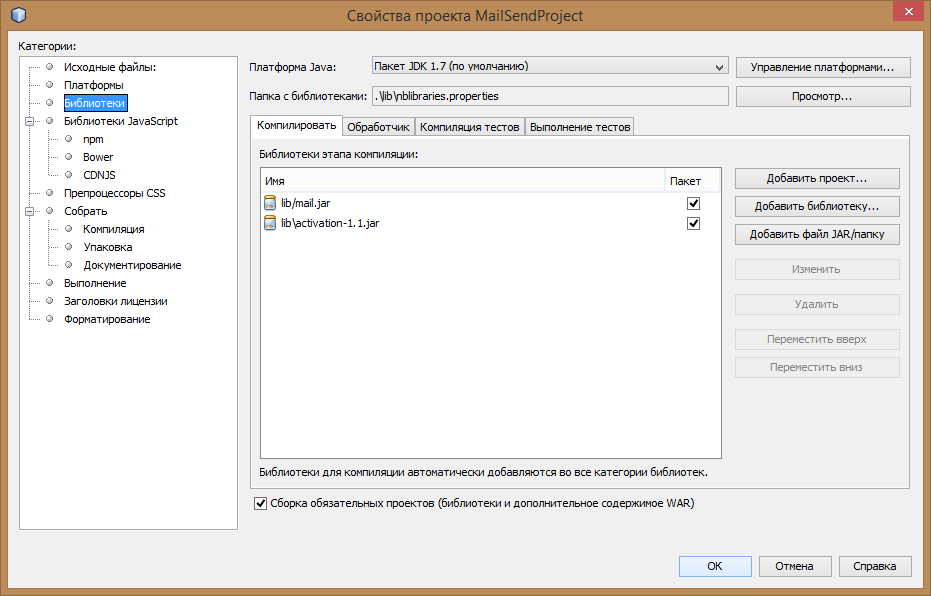 Свойства проекта MailSendProject
Категории:
Исходные файлы:
Платформы
Библиотеки
Библиотеки JavaScript
npm
Bower
CDNJS
Препроцессоры CSS
Собрать
Компиляция
Упаковка
Документирование
Выполнение
Заголовки лицензии
Форматирование
Платформа Java: Пакет JDK 1.7 (по умолчанию) Управление платформами...
Папка с библиотеками: .\lib\nblibraries.properties Просмотр...
Компилировать Обработчик Компиляция тестов Выполнение тестов
Библиотеки этапа компиляции:
Имя Пакет
lib/mail.jar
lib\activation-1.1.jar
Добавить проект...
Добавить библиотеку...
Добавить файл JAR/папку
Изменить
Удалить
Переместить вверх
Переместить вниз
Библиотеки для компиляции автоматически добавляются во все категории библиотек.
Сборка обязательных проектов (библиотеки и дополнительное содержимое WAR)
OK Отмена Справка